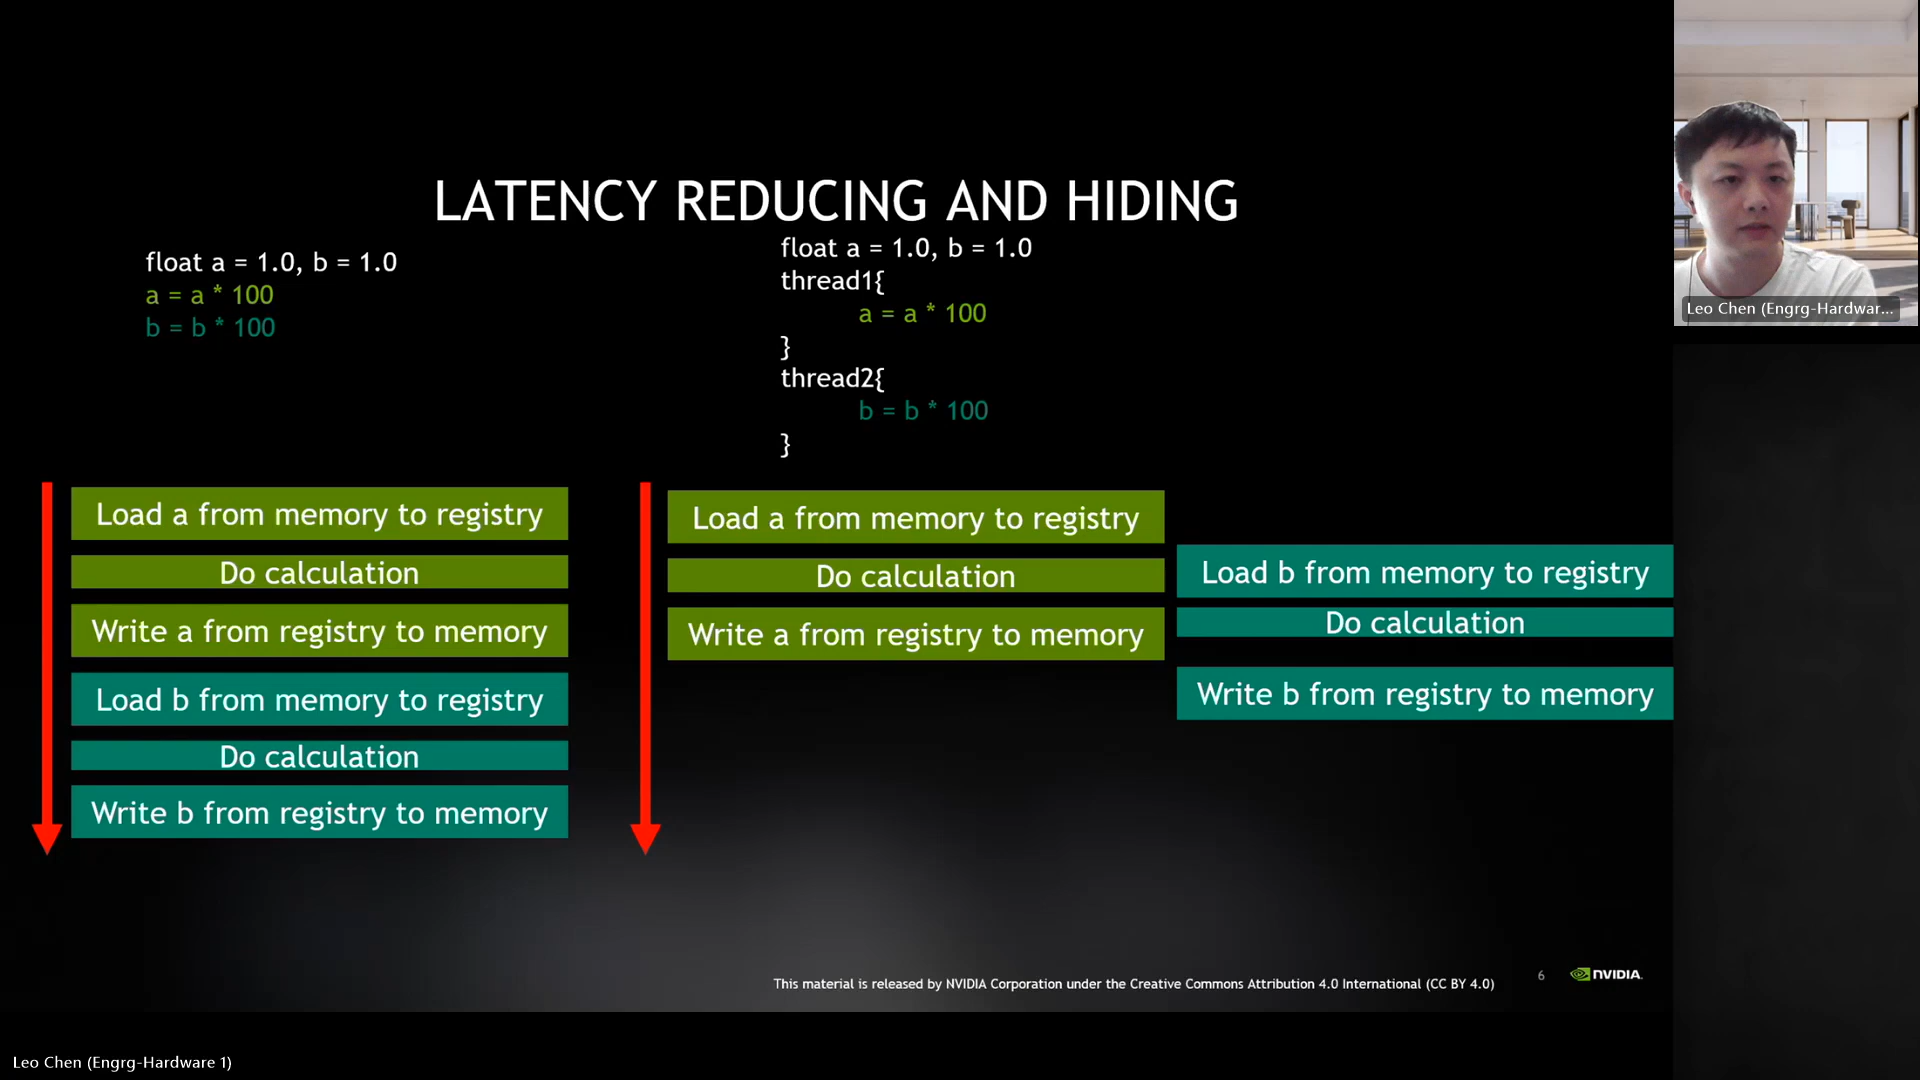 LATENCY REDUCING AND HIDING
float a = 1.0, b = 1.0
a = a * 100
b = b * 100
float a = 1.0, b = 1.0
thread1{
a = a * 100
}
thread2{
b = b * 100
}
Load a from memory to registry
Do calculation
Write a from registry to memory
Load b from memory to registry
Do calculation
Write b from registry to memory
Load a from memory to registry
Do calculation
Write a from registry to memory
Load b from memory to registry
Do calculation
Write b from registry to memory
This material is released by NVIDIA Corporation under the Creative Commons Attribution 4.0 International (CC BY 4.0)
6
NVIDIA.
Leo Chen (Engrg-Hardwar...
Leo Chen (Engrg-Hardware 1)